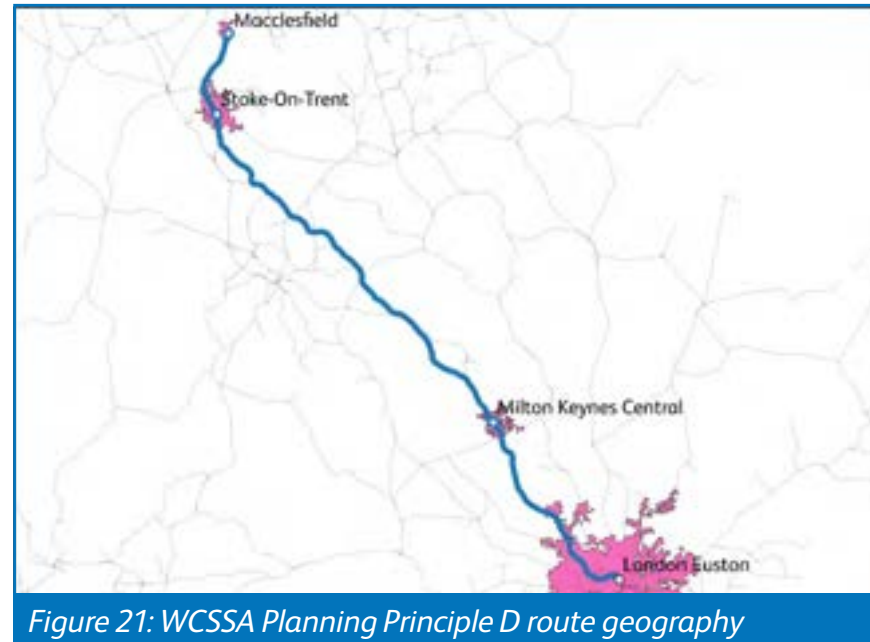 Macclesfield
Stoke-On-Trent
Milton Keynes Central
London Euston
Figure 21: WCSSA Planning Principle D route geography